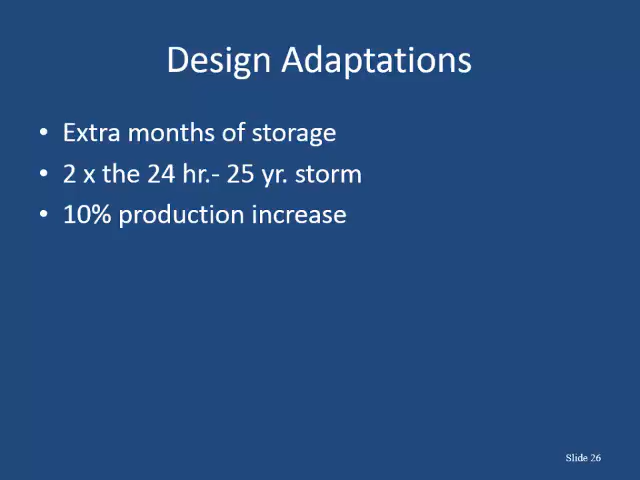 Design Adaptations
• Extra months of storage
• 2 x the 24 hr.- 25 yr. storm
• 10% production increase
Slide 26